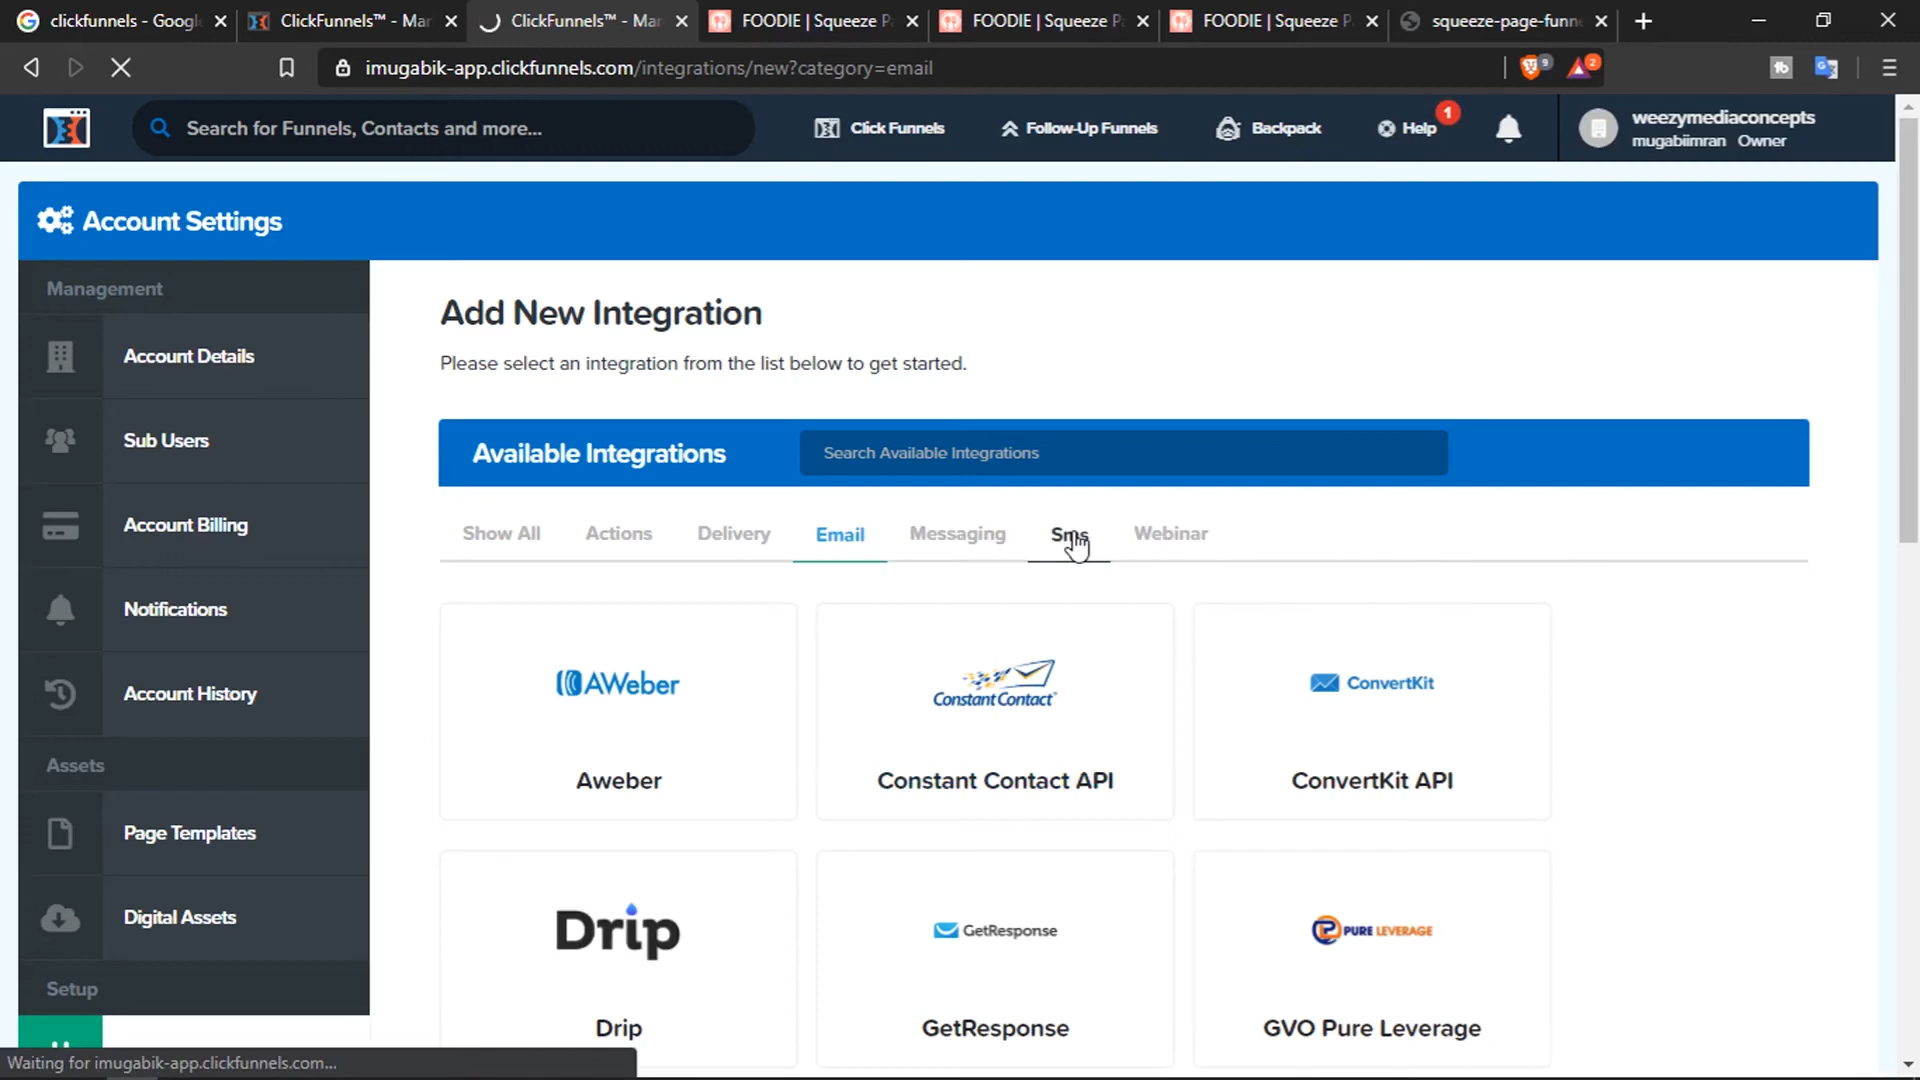 clickfunnels - Google
ClickFunnels™ - Mar
ClickFunnels™ - Mar
FOODIE | Squeeze P
FOODIE | Squeeze P
FOODIE | Squeeze P
squeeze-page-funn
imugabik-app.clickfunnels.com/integrations/new?category=email
9
2
tb
Search for Funnels, Contacts and more...
Click Funnels
Follow-Up Funnels
Backpack
Help
1
weezymediaconcepts
mugabiimran Owner
Account Settings
Management
Account Details
Sub Users
Account Billing
Notifications
Account History
Assets
Page Templates
Digital Assets
Setup
Add New Integration
Please select an integration from the list below to get started.
Available Integrations
Search Available Integrations
Show All
Actions
Delivery
Email
Messaging
Sms
Webinar
AWeber
Constant Contact
ConvertKit
Aweber
Constant Contact API
ConvertKit API
Drip
GetResponse
PURE LEVERAGE
Drip
GetResponse
GVO Pure Leverage
Waiting for imugabik-app.clickfunnels.com...